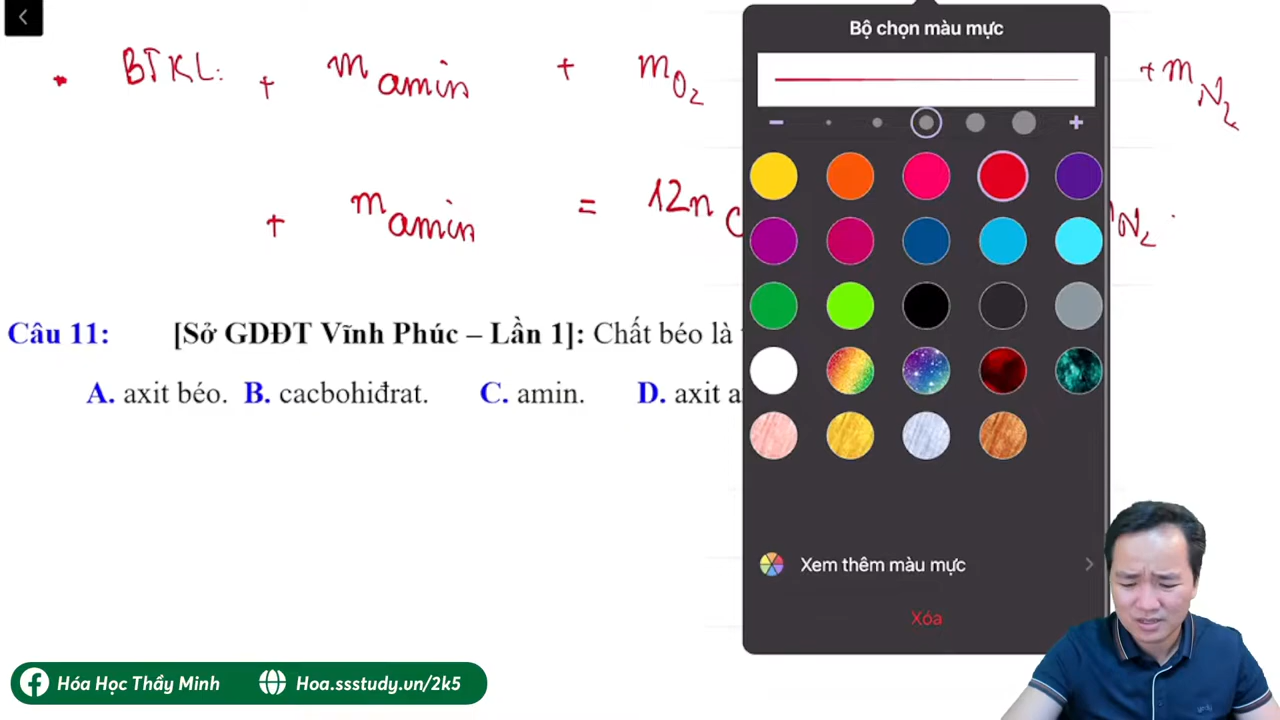 Bộ chọn màu mực
• BTKL: + m amin + m O2 + m N2
+ m amin = 12n C
N2
Câu 11: [Sở GDĐT Vĩnh Phúc – Lần 1]: Chất béo là
A. axit béo. B. cacbohiđrat. C. amin. D. axit a
Xem thêm màu mực
Xóa
Hóa Học Thầy Minh Hoa.ssstudy.vn/2k5